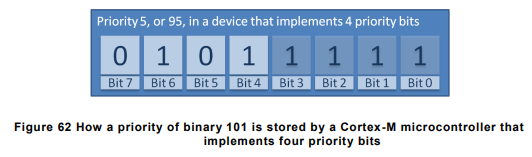 Priority 5, or 95, in a device that implements 4 priority bits
0 1 0 1 1 1 1 1
Bit 7 Bit 6 Bit 5 Bit 4 Bit 3 Bit 2 Bit 1 Bit 0
Figure 62 How a priority of binary 101 is stored by a Cortex-M microcontroller that
implements four priority bits